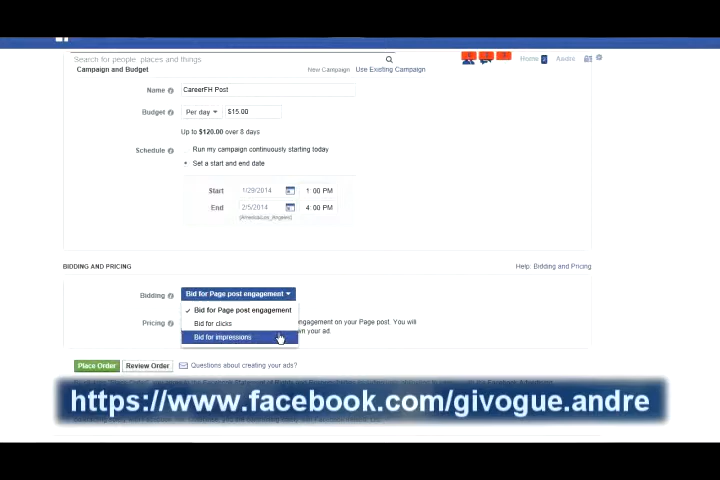 Search for people places and things
Home 2 Aadre
Campaign and Budget New Campaign Use Existing Campaign
Name CareerFH Post
Budget Per day $15.00
Up to $120.00 over 8 days
Schedule Run my campaign continuously starting today
Set a start and end date
Start 1/29/2014 1 00 PM
End 2/5/2014 4 00 PM
(America/Los_Angeles)
BIDDING AND PRICING Help: Bidding and Pricing
Bidding Bid for Page post engagement
Bid for Page post engagement
Bid for clicks
Pricing engagement on your Page post. You will
Bid for impressions your ad.
Place Order Review Order Questions about creating your ads?
https://www.facebook.com/givogue.andre